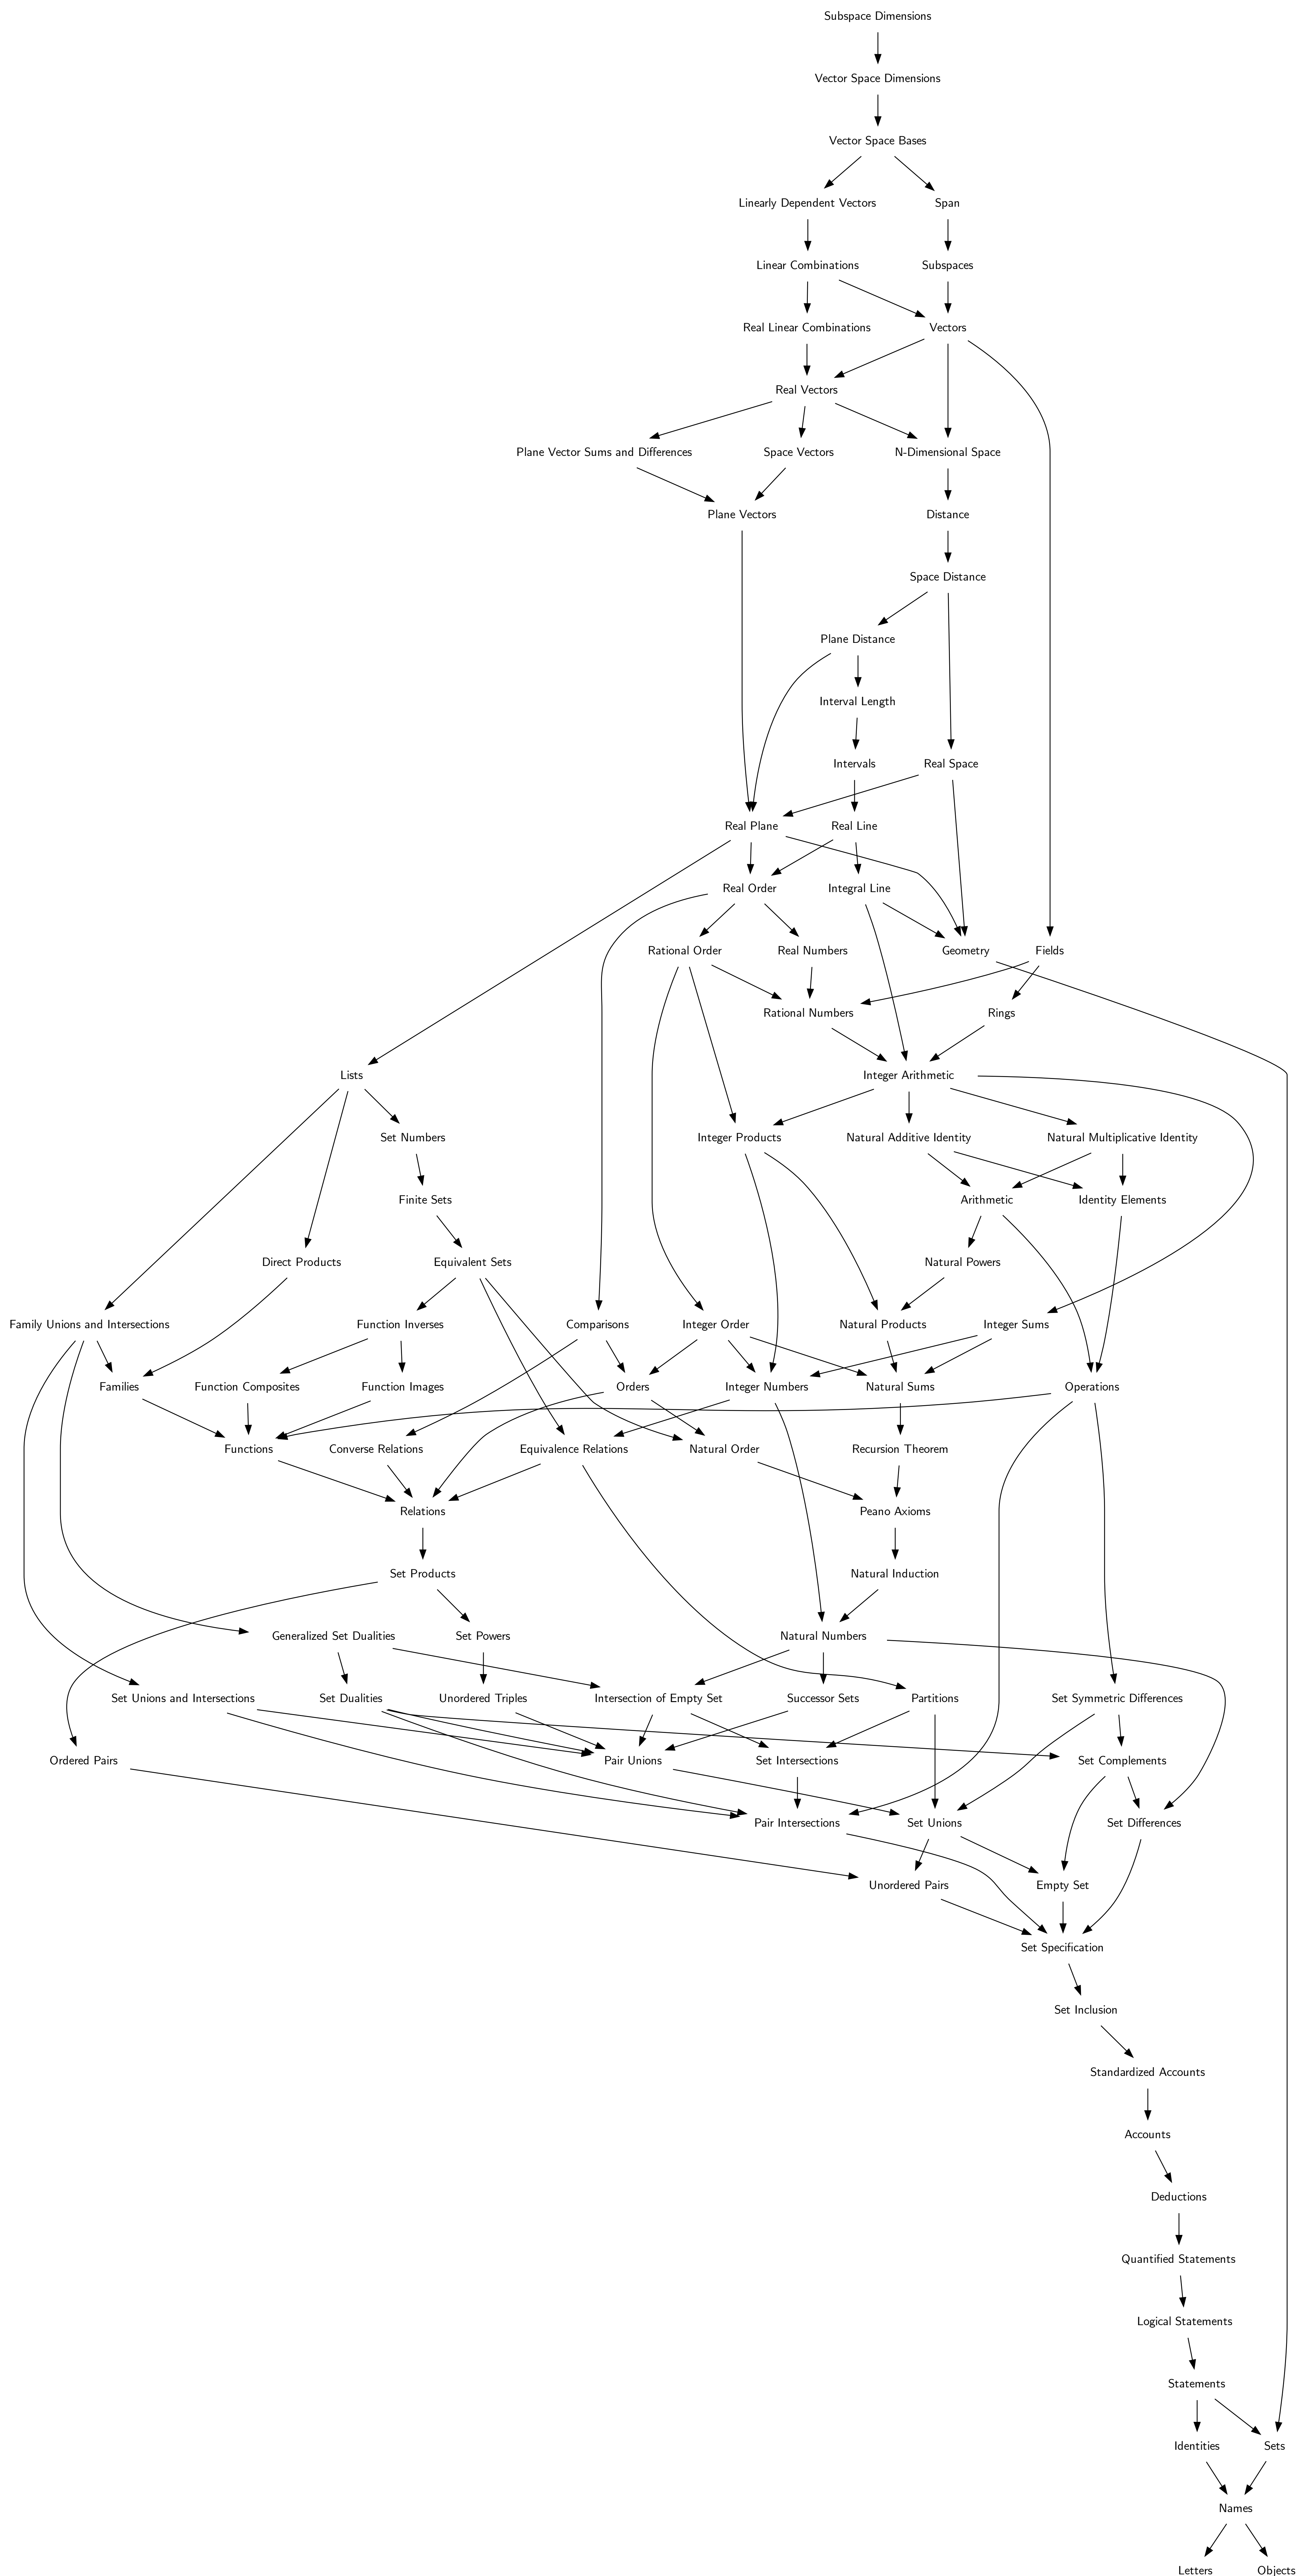 Subspace Dimensions
Vector Space Dimensions
Vector Space Bases
Linearly Dependent Vectors
Span
Linear Combinations
Subspaces
Real Linear Combinations
Vectors
Real Vectors
Plane Vector Sums and Differences
Space Vectors
N-Dimensional Space
Plane Vectors
Distance
Space Distance
Plane Distance
Interval Length
Intervals
Real Space
Real Plane
Real Line
Real Order
Integral Line
Rational Order
Real Numbers
Geometry
Fields
Rational Numbers
Rings
Lists
Integer Arithmetic
Set Numbers
Integer Products
Natural Additive Identity
Natural Multiplicative Identity
Finite Sets
Arithmetic
Identity Elements
Direct Products
Equivalent Sets
Natural Powers
Family Unions and Intersections
Function Inverses
Comparisons
Integer Order
Natural Products
Integer Sums
Families
Function Composites
Function Images
Orders
Integer Numbers
Natural Sums
Operations
Functions
Converse Relations
Equivalence Relations
Natural Order
Recursion Theorem
Relations
Peano Axioms
Set Products
Natural Induction
Generalized Set Dualities
Set Powers
Natural Numbers
Set Unions and Intersections
Set Dualities
Unordered Triples
Intersection of Empty Set
Successor Sets
Partitions
Set Symmetric Differences
Ordered Pairs
Pair Unions
Set Intersections
Set Complements
Pair Intersections
Set Unions
Set Differences
Unordered Pairs
Empty Set
Set Specification
Set Inclusion
Standardized Accounts
Accounts
Deductions
Quantified Statements
Logical Statements
Statements
Identities
Sets
Names
Letters
Objects